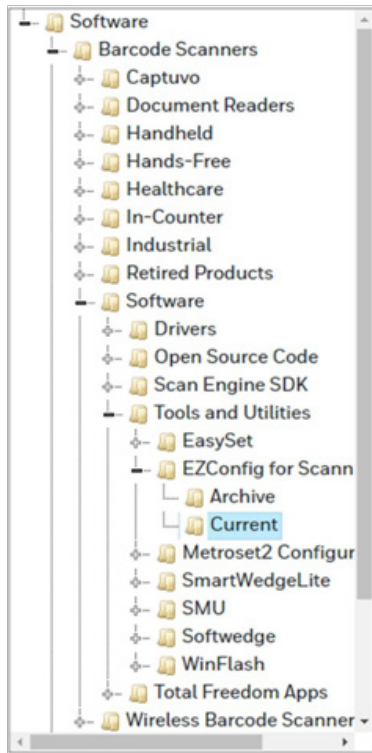 Software
Barcode Scanners
Captuvo
Document Readers
Handheld
Hands-Free
Healthcare
In-Counter
Industrial
Retired Products
Software
Drivers
Open Source Code
Scan Engine SDK
Tools and Utilities
EasySet
EZConfig for Scann
Archive
Current
Metroset2 Configur
SmartWedgeLite
SMU
Softwedge
WinFlash
Total Freedom Apps
Wireless Barcode Scanner